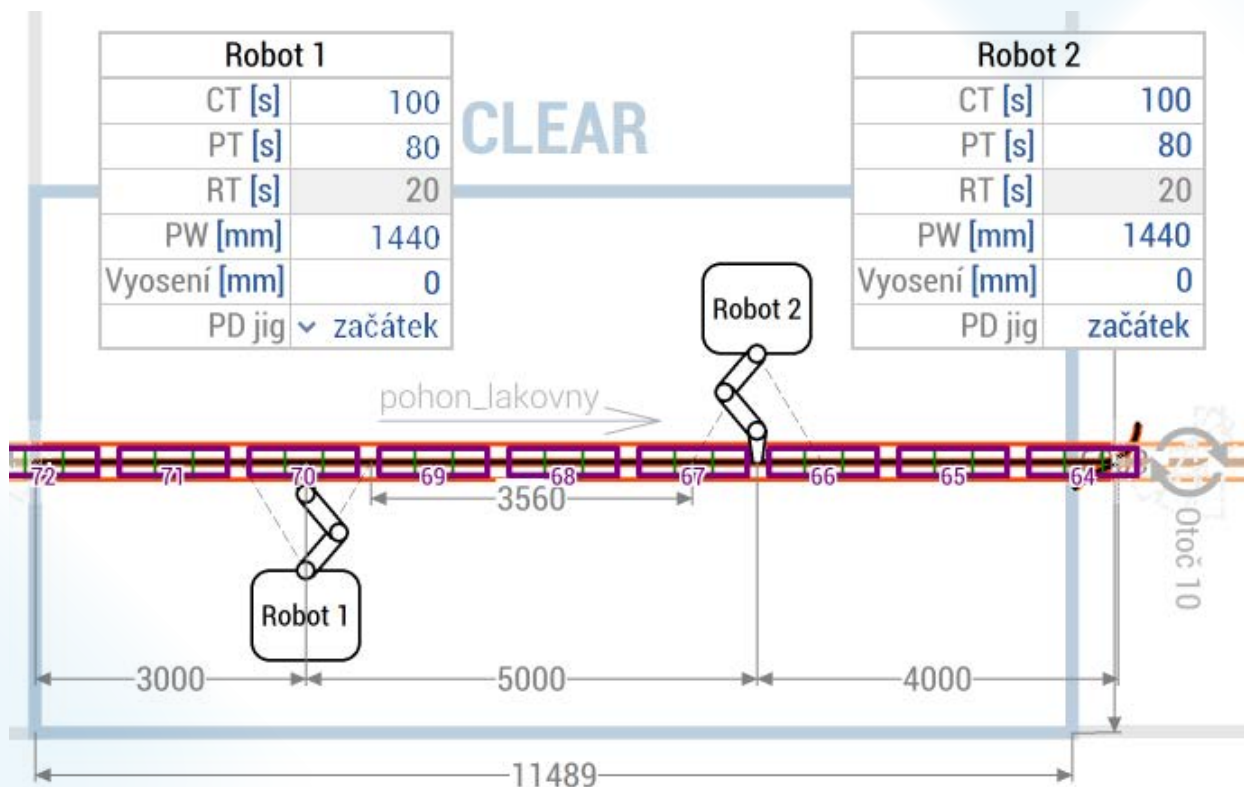 Robot 1
CT [s] 100
PT [s] 80
RT [s] 20
PW [mm] 1440
Vyosení [mm] 0
PD jig začátek
CLEAR
Robot 2
CT [s] 100
PT [s] 80
RT [s] 20
PW [mm] 1440
Vyosení [mm] 0
PD jig začátek
Robot 2
pohon_lakovny
72 71 70 69 68 67 66 65 64
3560
Otoč 10
Robot 1
3000 5000 4000
11489